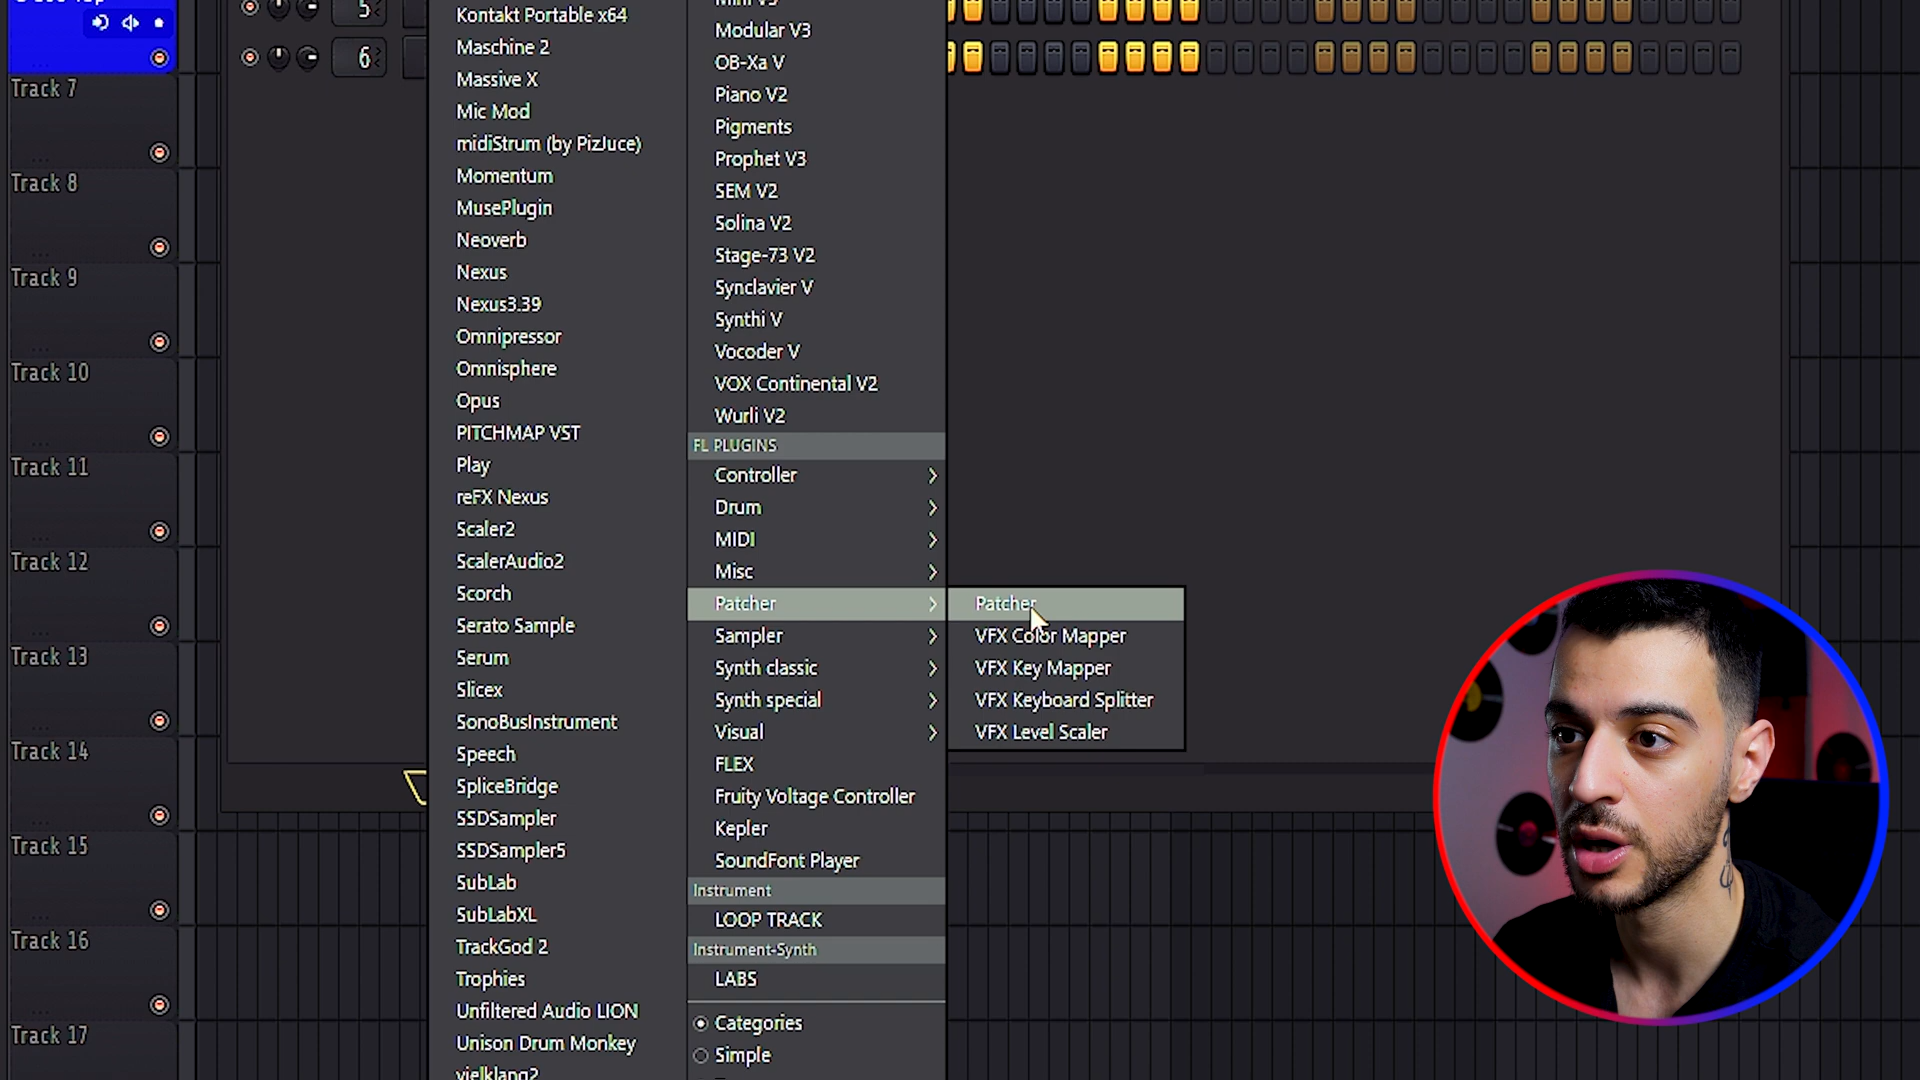 5
6
Track 7
Track 8
Track 9
Track 10
Track 11
Track 12
Track 13
Track 14
Track 15
Track 16
Track 17
Kontakt Portable x64
Maschine 2
Massive X
Mic Mod
midiStrum (by PizJuce)
Momentum
MusePlugin
Neoverb
Nexus
Nexus3.39
Omnipressor
Omnisphere
Opus
PITCHMAP VST
Play
reFX Nexus
Scaler2
ScalerAudio2
Scorch
Serato Sample
Serum
Slicex
SonoBusInstrument
Speech
SpliceBridge
SSDSampler
SSDSampler5
SubLab
SubLabXL
TrackGod 2
Trophies
Unfiltered Audio LION
Unison Drum Monkey
vielklang2
Mini V3
Modular V3
OB-Xa V
Piano V2
Pigments
Prophet V3
SEM V2
Solina V2
Stage-73 V2
Synclavier V
Synthi V
Vocoder V
VOX Continental V2
Wurli V2
FL PLUGINS
Controller
Drum
MIDI
Misc
Patcher
Sampler
Synth classic
Synth special
Visual
FLEX
Fruity Voltage Controller
Kepler
SoundFont Player
Instrument
LOOP TRACK
Instrument-Synth
LABS
Categories
Simple
Patcher
VFX Color Mapper
VFX Key Mapper
VFX Keyboard Splitter
VFX Level Scaler